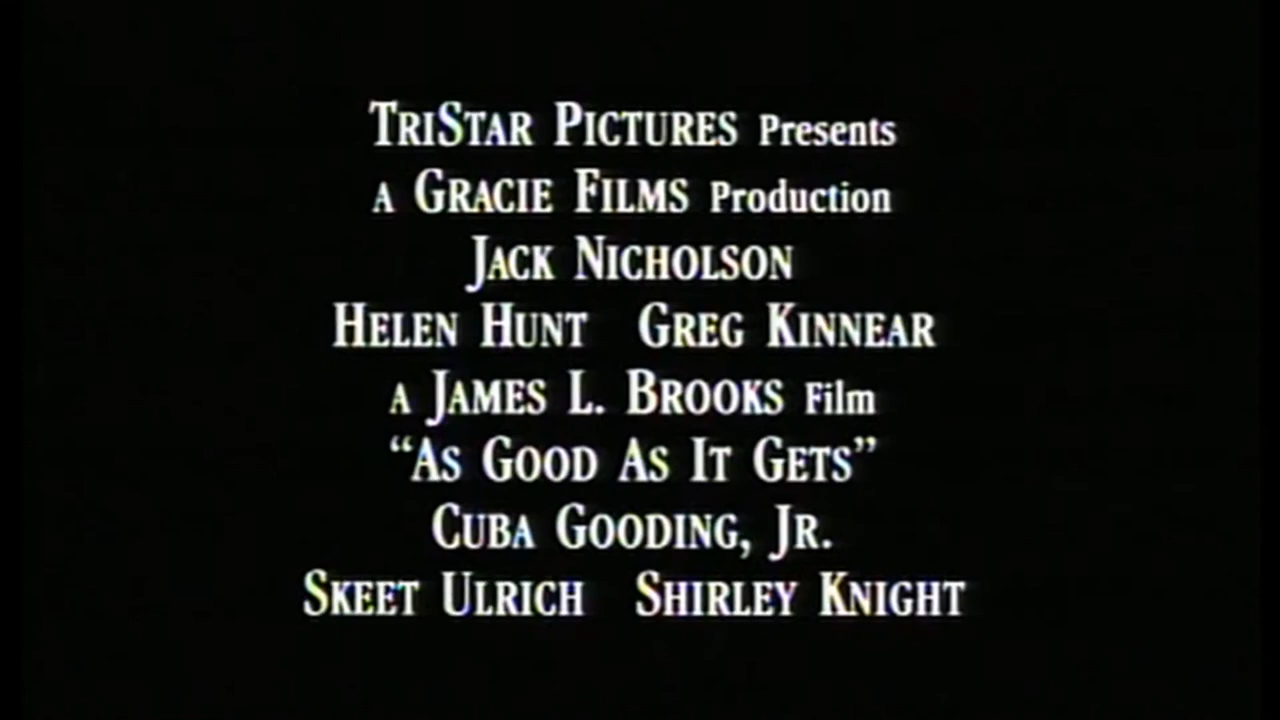 TriStar Pictures Presents
A Gracie Films Production
Jack Nicholson
Helen Hunt Greg Kinnear
A James L. Brooks Film
“As Good As It Gets”
Cuba Gooding, Jr.
Skeet Ulrich Shirley Knight